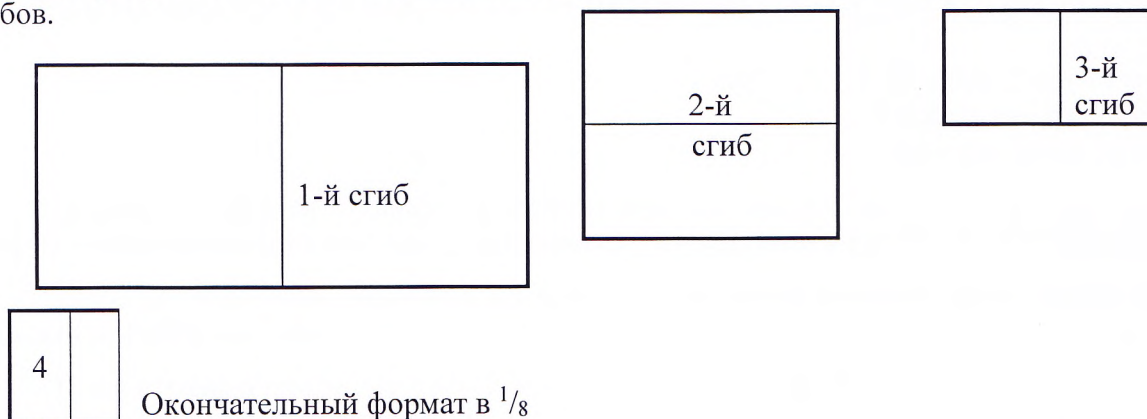 бов.
1-й сгиб
2-й
сгиб
3-й
сгиб
4
Окончательный формат в ¹/₈